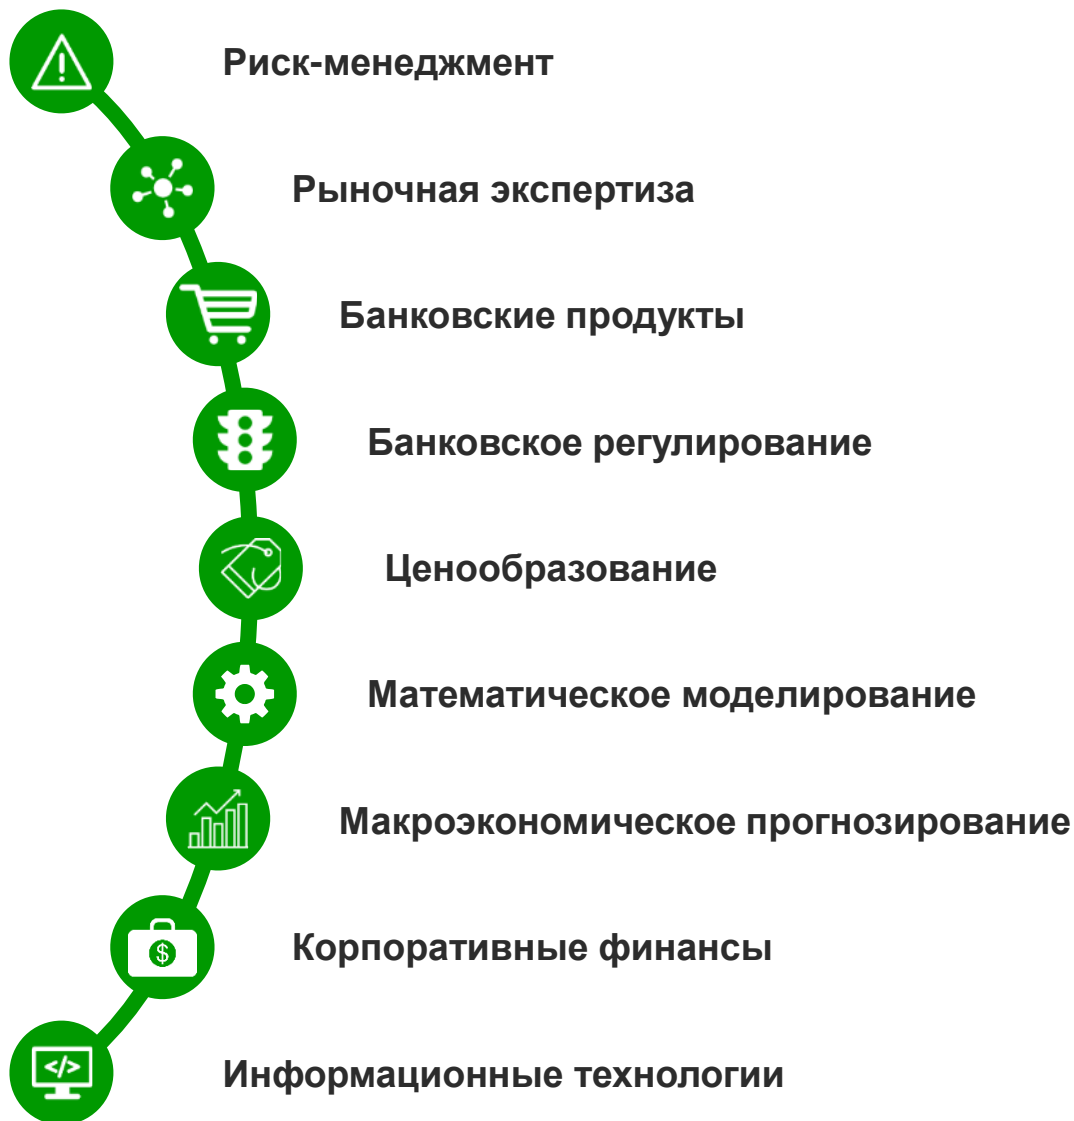 Риск-менеджмент
Рыночная экспертиза
Банковские продукты
Банковское регулирование
Ценообразование
Математическое моделирование
Макроэкономическое прогнозирование
Корпоративные финансы
$
</>
Информационные технологии